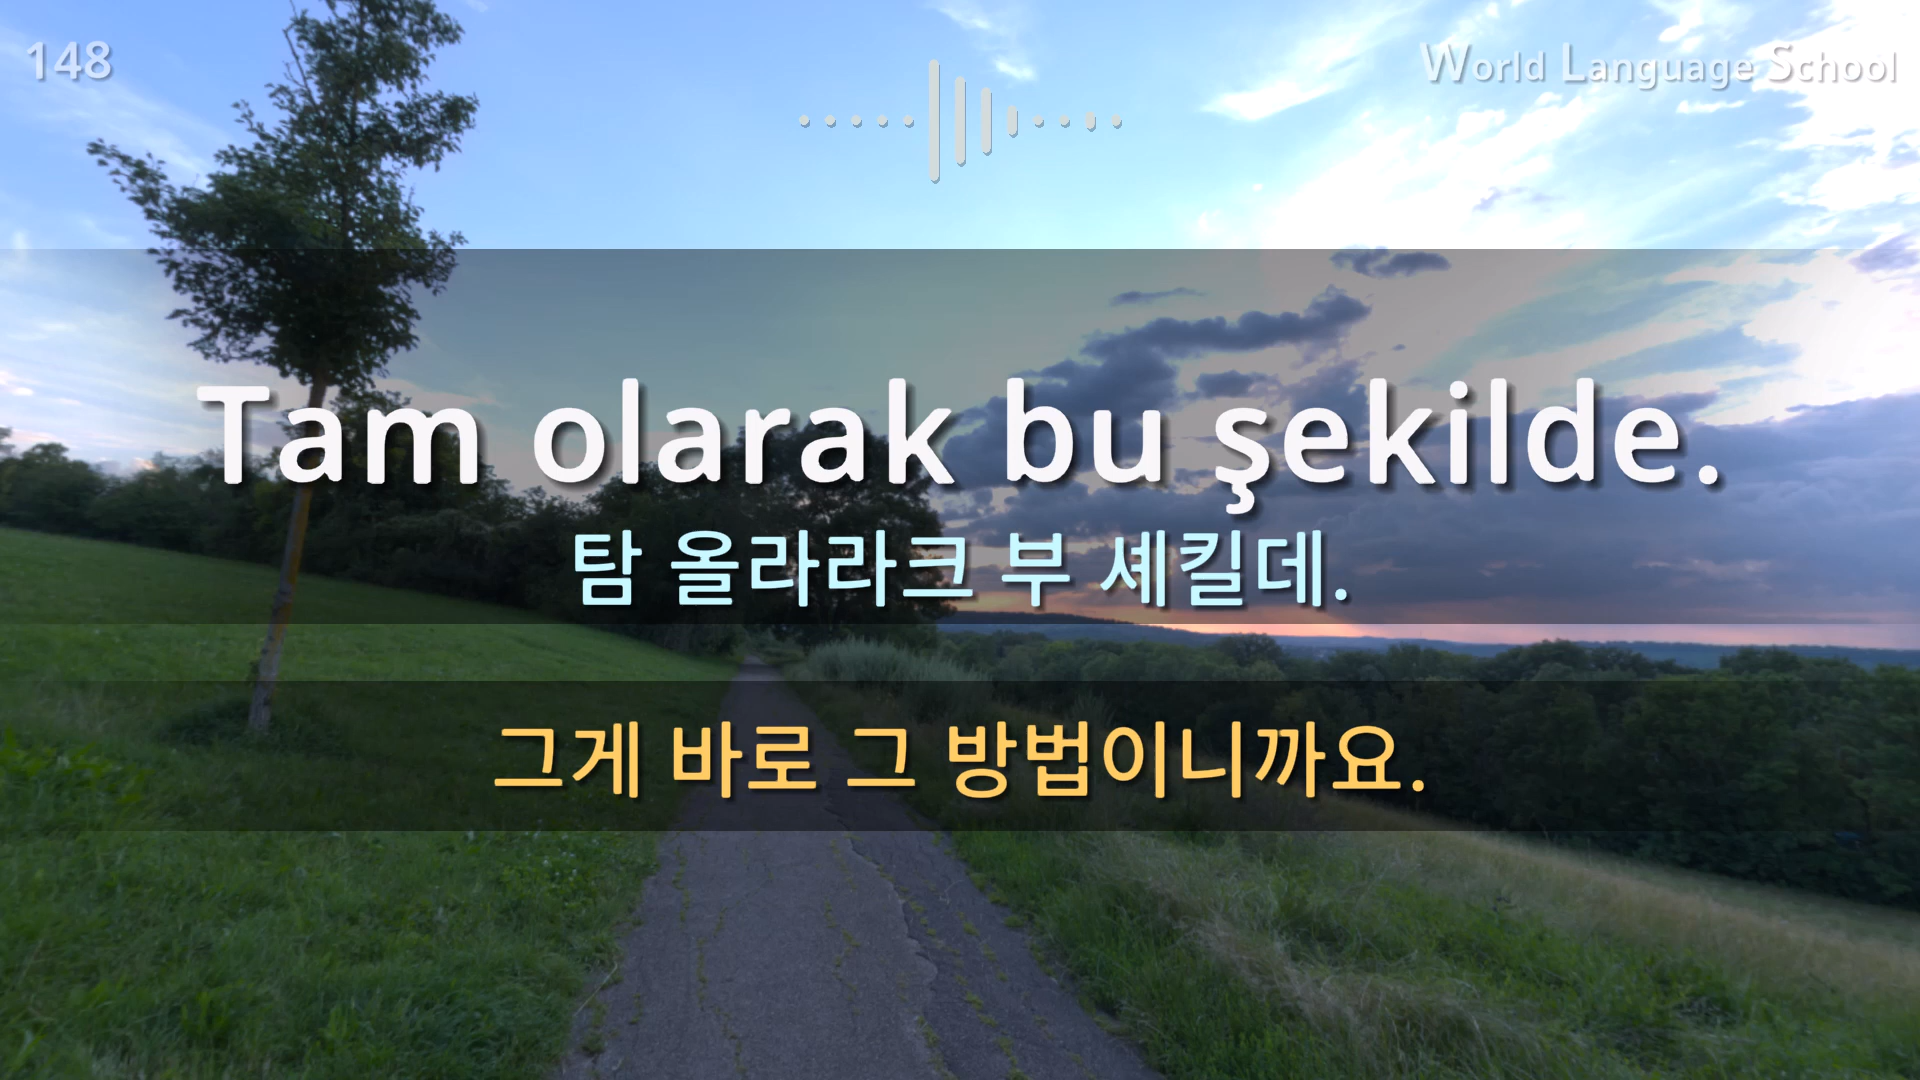 148
World Language School
Tam olarak bu şekilde.
탐 올라라크 부 셰킬데.
그게 바로 그 방법이니까요.